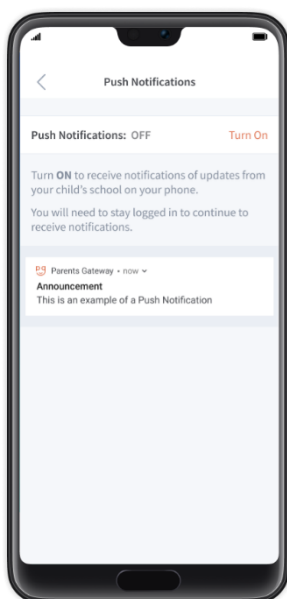 Push Notifications
Push Notifications: OFF Turn On
Turn ON to receive notifications of updates from
your child's school on your phone.
You will need to stay logged in to continue to
receive notifications.
Parents Gateway • now
Announcement
This is an example of a Push Notification